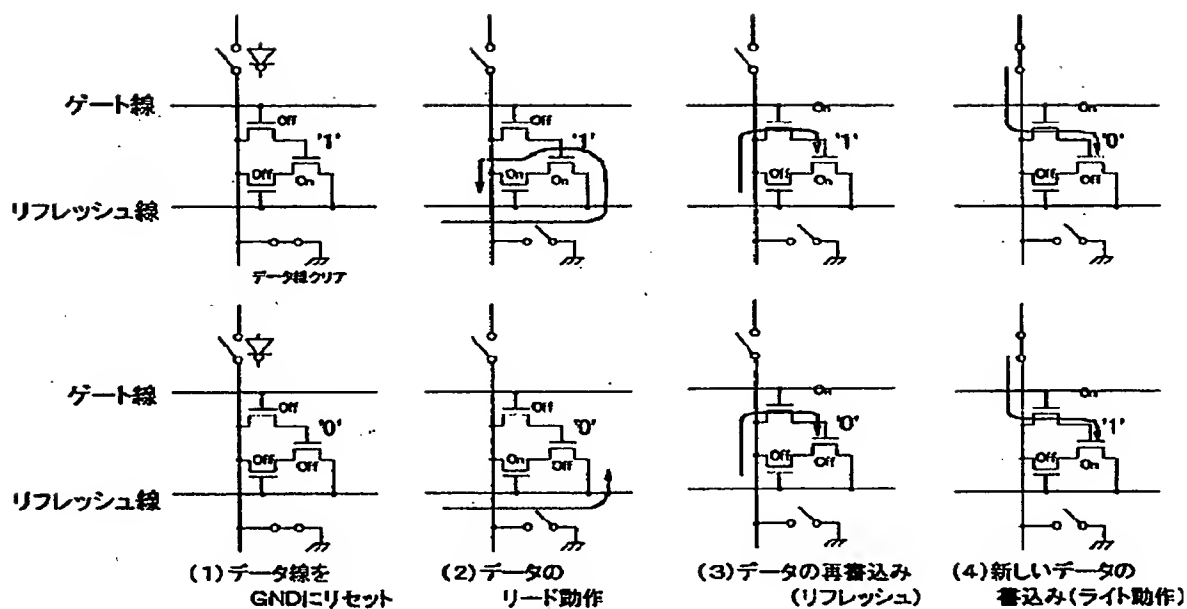 ゲート線
Off
'1'
Off
On
リフレッシュ線
データ線クリア
Off
'1'
On
On
On
'1'
Off
On
On
'0'
Off
Off
ゲート線
Off
'0'
Off
Off
リフレッシュ線
Off
'0'
On
Off
On
'0'
Off
Off
On
'1'
Off
On
(1)データ線を
GNDにリセット
(2)データの
リード動作
(3)データの再書込み
(リフレッシュ)
(4)新しいデータの
書込み(ライト動作)